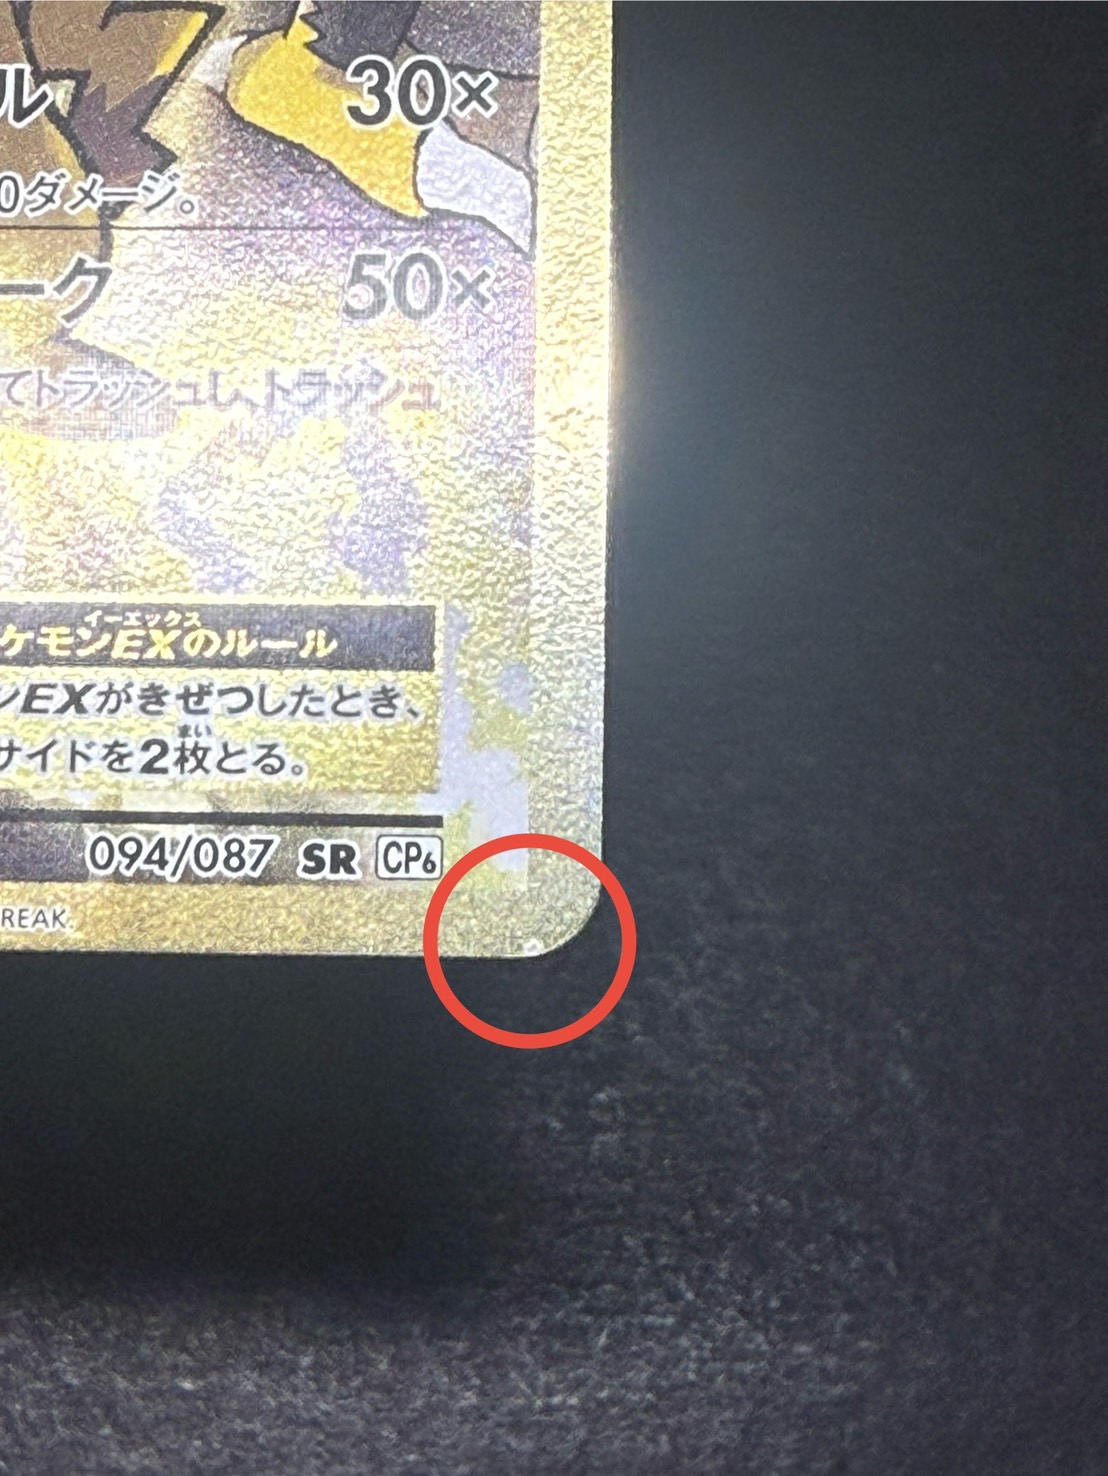 ル 30×
0ダメージ。
ーク 50×
てトラッシュし、トラッシュ
イーエックス
ケモンEXのルール
ンEXがきぜつしたとき、
まい
サイドを2枚とる。
094/087 SR CP6
REAK.